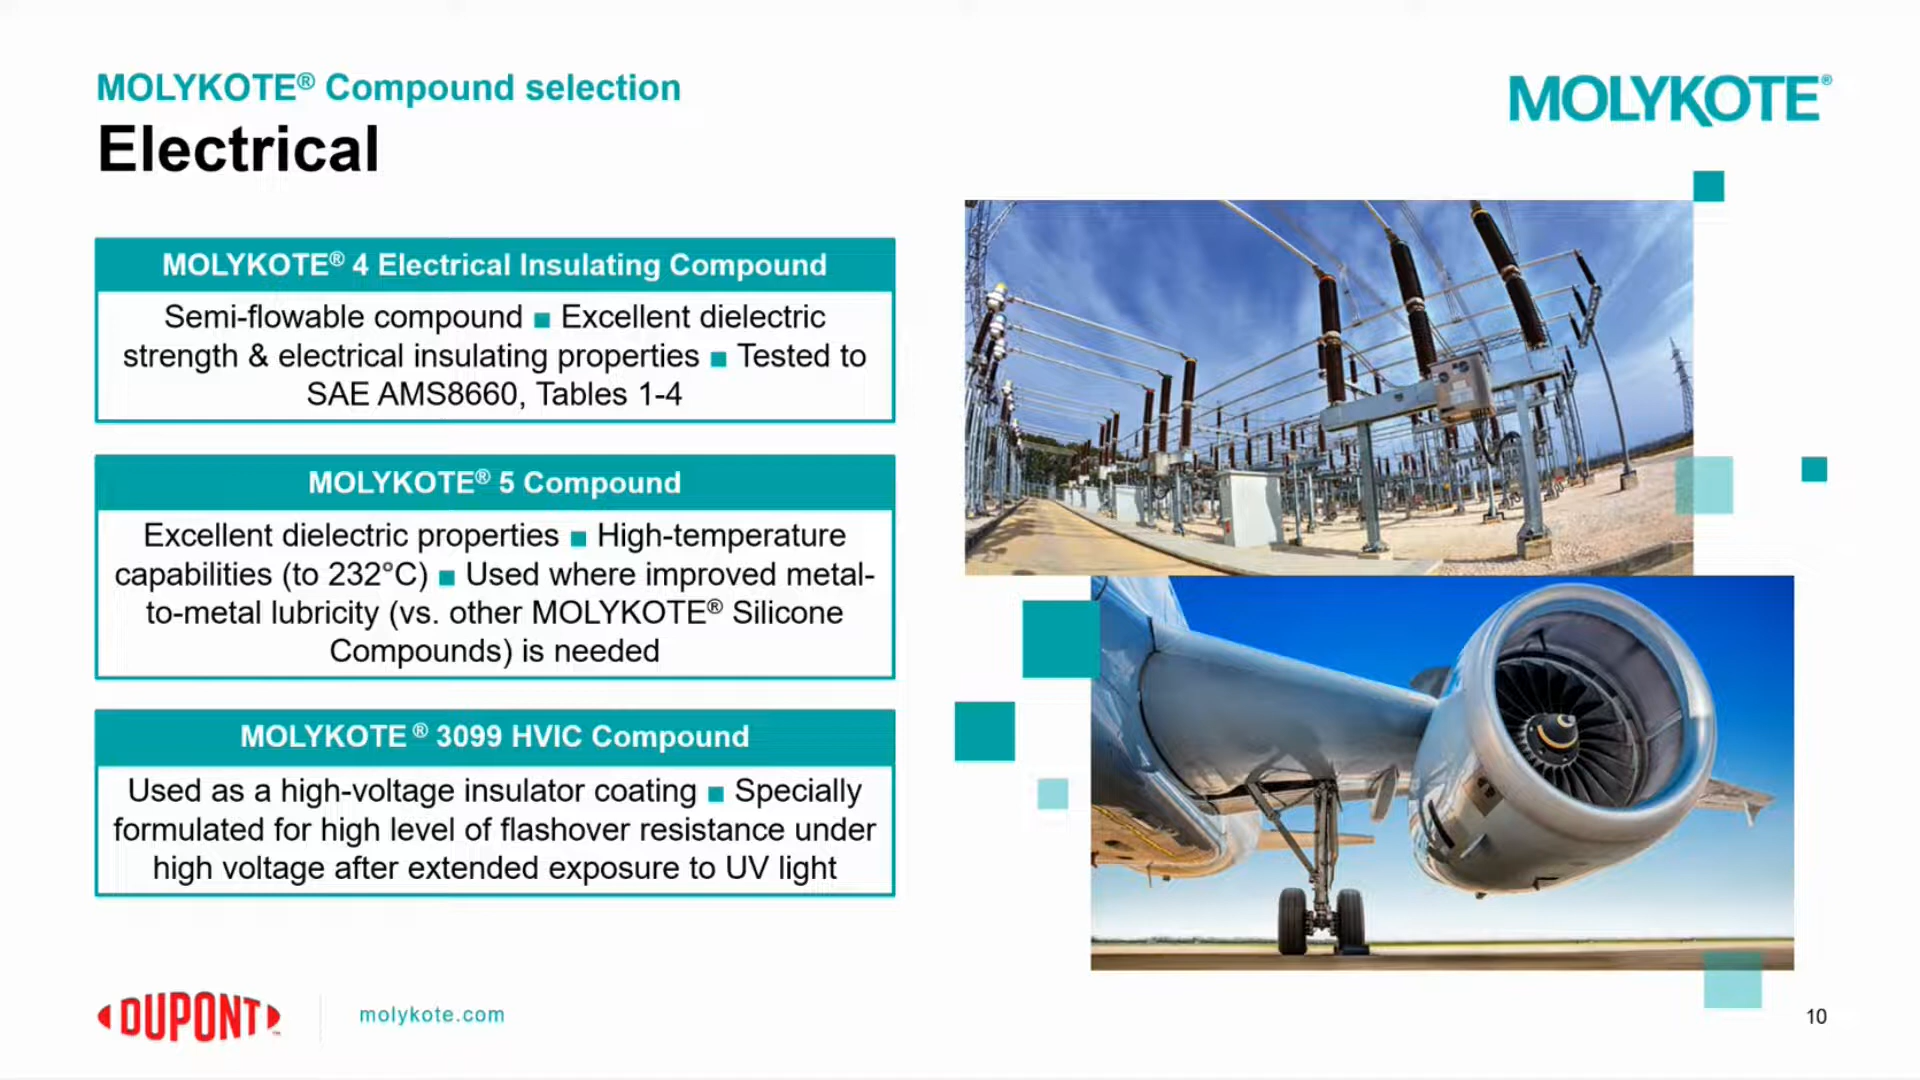 MOLYKOTE® Compound selection
Electrical
MOLYKOTE®
MOLYKOTE® 4 Electrical Insulating Compound
Semi-flowable compound ■ Excellent dielectric
strength & electrical insulating properties ■ Tested to
SAE AMS8660, Tables 1-4
MOLYKOTE® 5 Compound
Excellent dielectric properties ■ High-temperature
capabilities (to 232°C) ■ Used where improved metal-
to-metal lubricity (vs. other MOLYKOTE® Silicone
Compounds) is needed
MOLYKOTE ® 3099 HVIC Compound
Used as a high-voltage insulator coating ■ Specially
formulated for high level of flashover resistance under
high voltage after extended exposure to UV light
DUPONT™
molykote.com
10